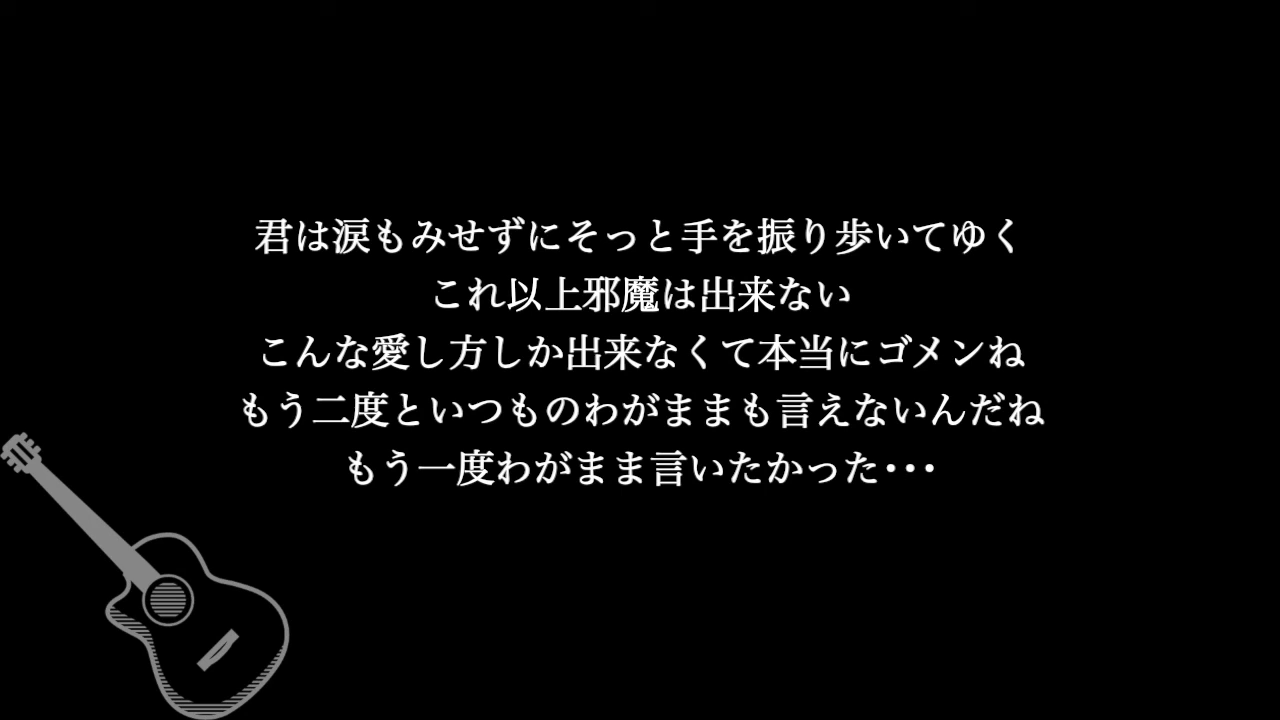 君は涙もみせずにそっと手を振り歩いてゆく
これ以上邪魔は出来ない
こんな愛し方しか出来なくて本当にゴメンね
もう二度といつものわがままも言えないんだね
もう一度わがまま言いたかった･･･